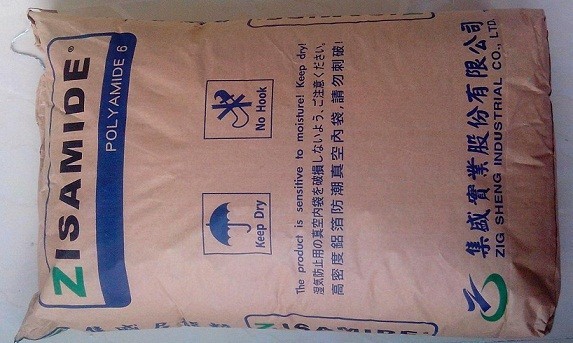 ZISAMIDE®
POLYAMIDE 6
No Hook
Keep Dry
The product is sensitive to moisture! Keep dry!
湿気防止用の真空内袋を破損しないよう、ご注意ください。
高密度鋁箔防潮真空內袋,請勿刺破!
集盛實業股份有限公司
ZIG SHENG INDUSTRIAL CO., LTD.
ZISAMIDE®